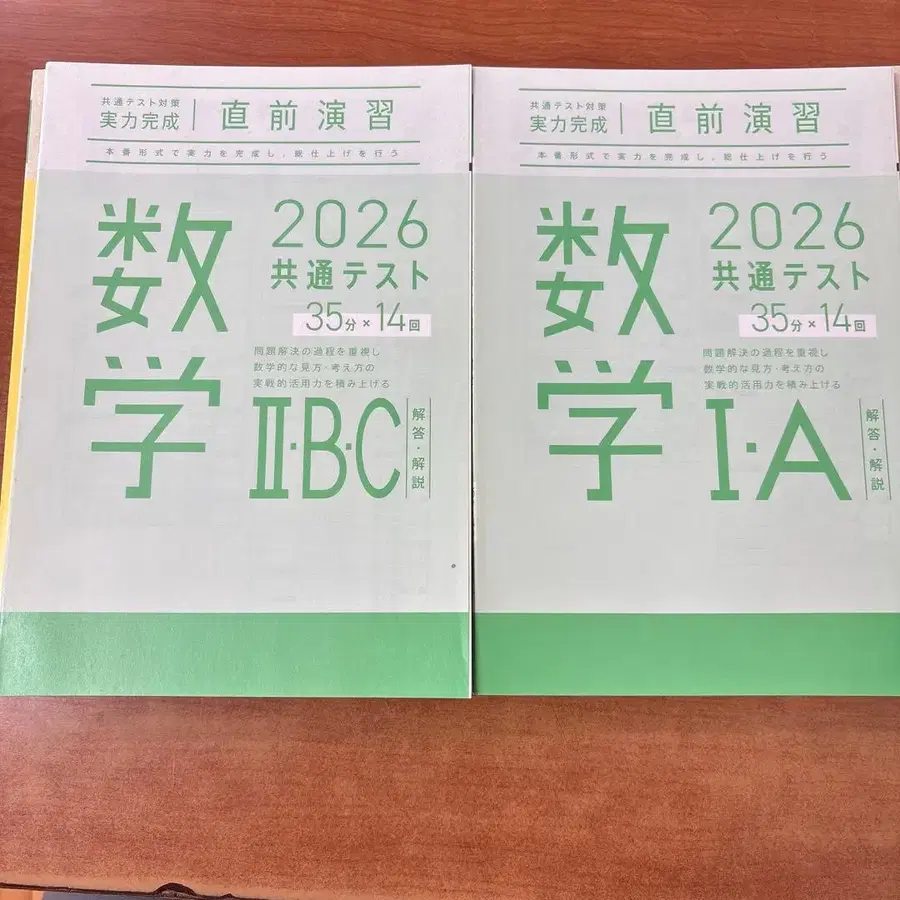 共通テスト対策
実力完成
直前演習
本番形式で実力を完成し、総仕上げを行う
数学
2026
共通テスト
35分×14回
問題解決の過程を重視し
数学的な見方・考え方の
実戦的活用力を積み上げる
Ⅱ・B・C
解答・解説
共通テスト対策
実力完成
直前演習
本番形式で実力を完成し、総仕上げを行う
数学
2026
共通テスト
35分×14回
問題解決の過程を重視し
数学的な見方・考え方の
実戦的活用力を積み上げる
Ⅰ・A
解答・解説